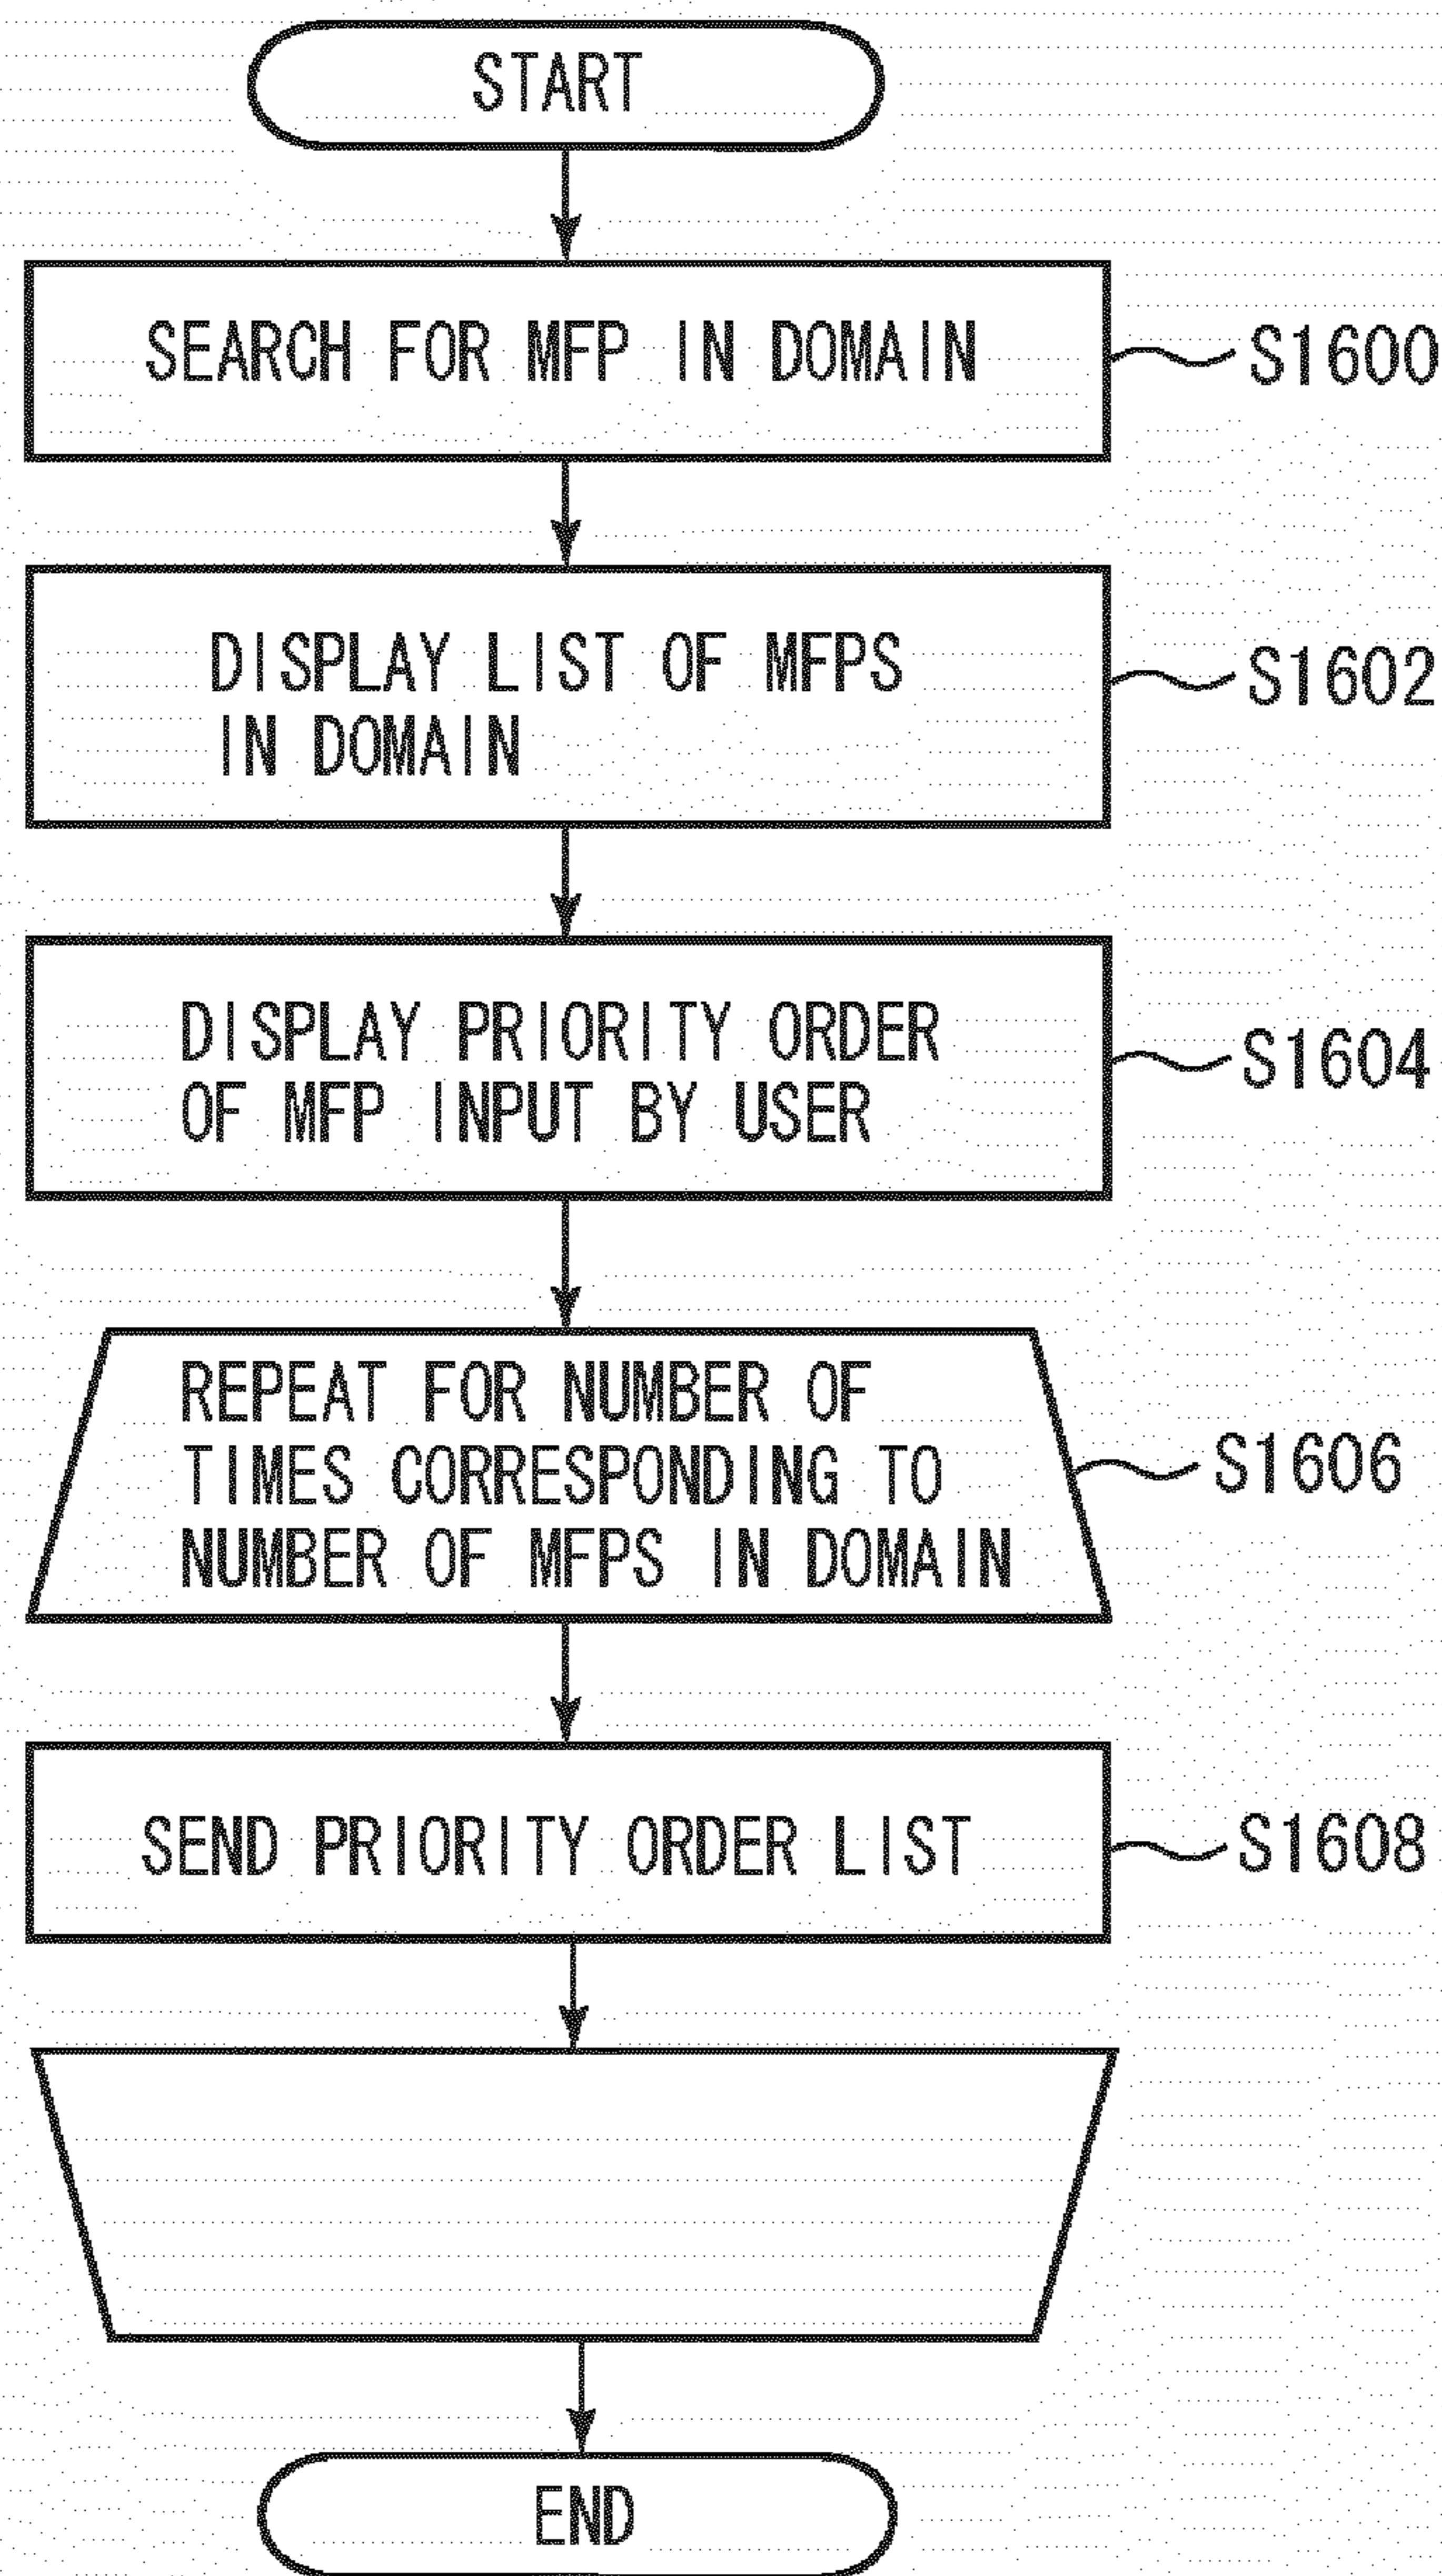 START
SEARCH FOR MFP IN DOMAIN
S1600
DISPLAY LIST OF MFPS
IN DOMAIN
S1602
DISPLAY PRIORITY ORDER
OF MFP INPUT BY USER
S1604
REPEAT FOR NUMBER OF
TIMES CORRESPONDING TO
NUMBER OF MFPS IN DOMAIN
S1606
SEND PRIORITY ORDER LIST
S1608
END